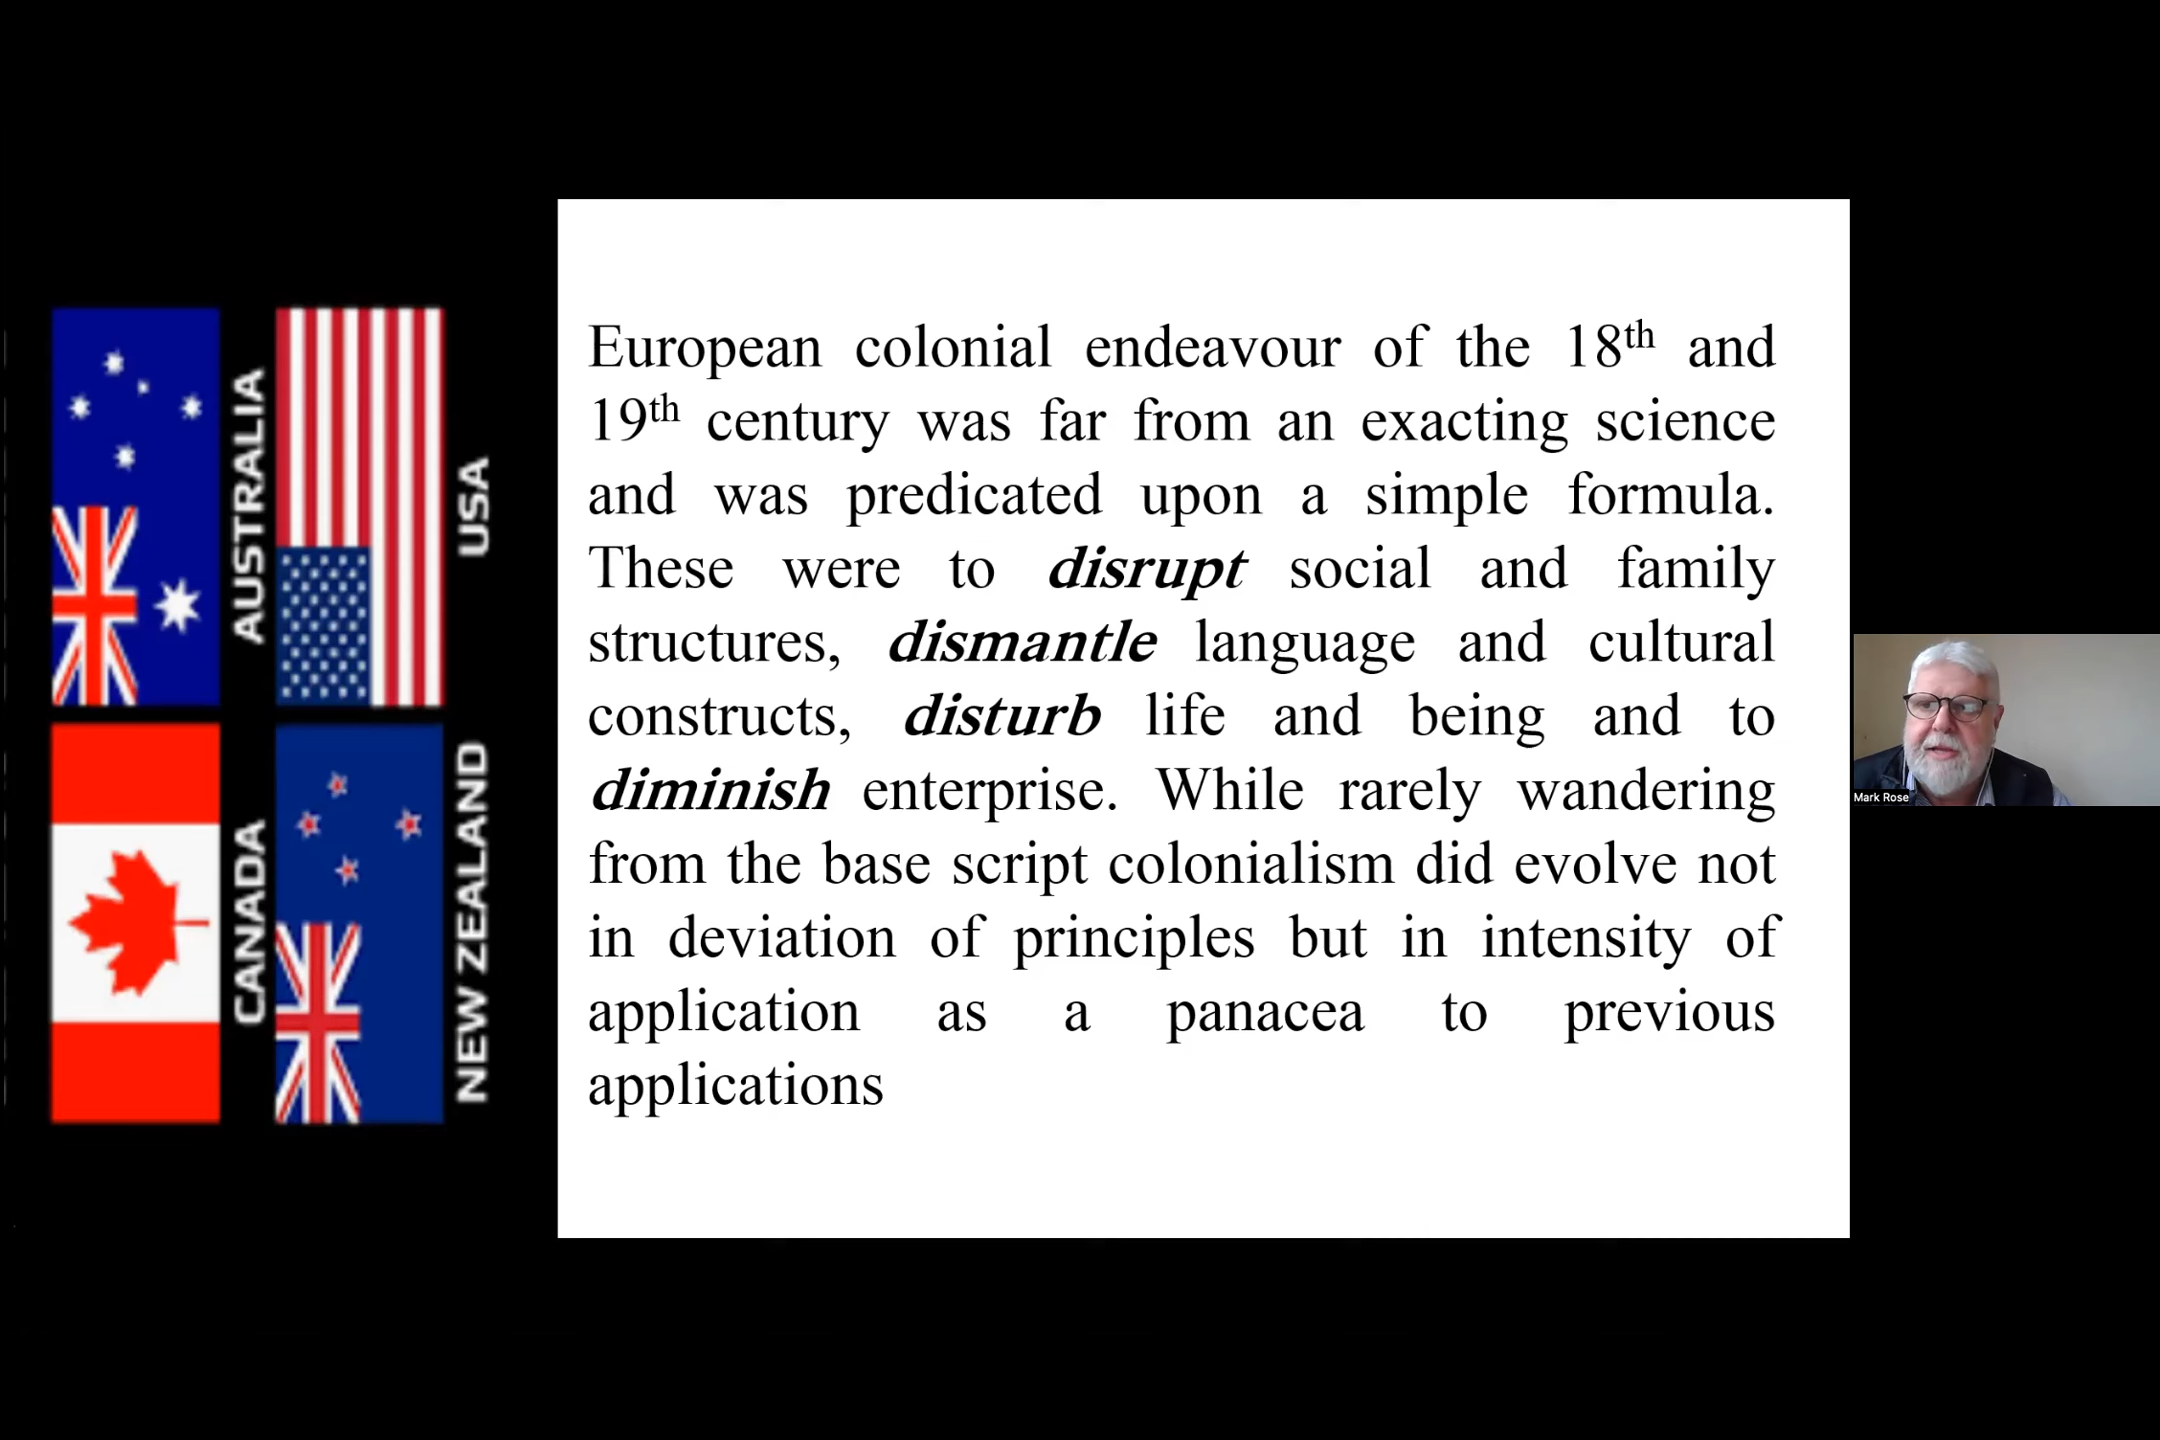 AUSTRALIA
USA
CANADA
NEW ZEALAND
European colonial endeavour of the 18th and
19th century was far from an exacting science
and was predicated upon a simple formula.
These were to disrupt social and family
structures, dismantle language and cultural
constructs, disturb life and being and to
diminish enterprise. While rarely wandering
from the base script colonialism did evolve not
in deviation of principles but in intensity of
application as a panacea to previous
applications
Mark Rose